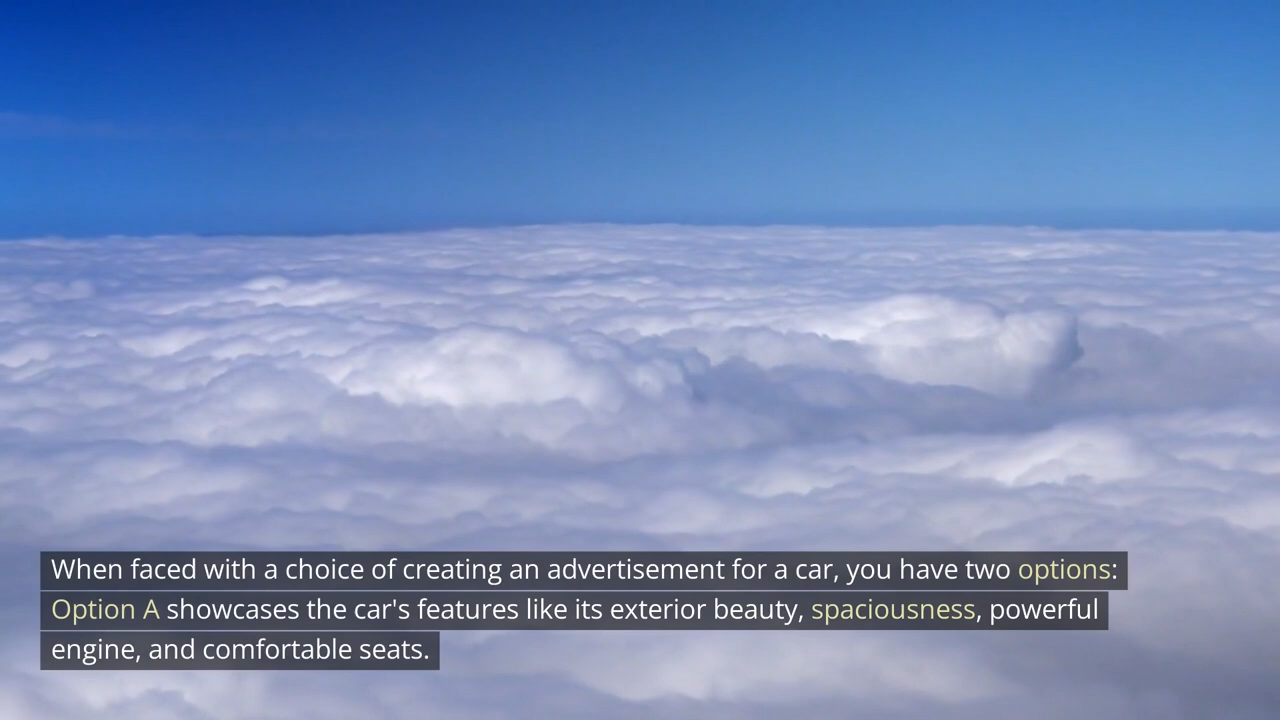 When faced with a choice of creating an advertisement for a car, you have two options:
Option A showcases the car's features like its exterior beauty, spaciousness, powerful
engine, and comfortable seats.